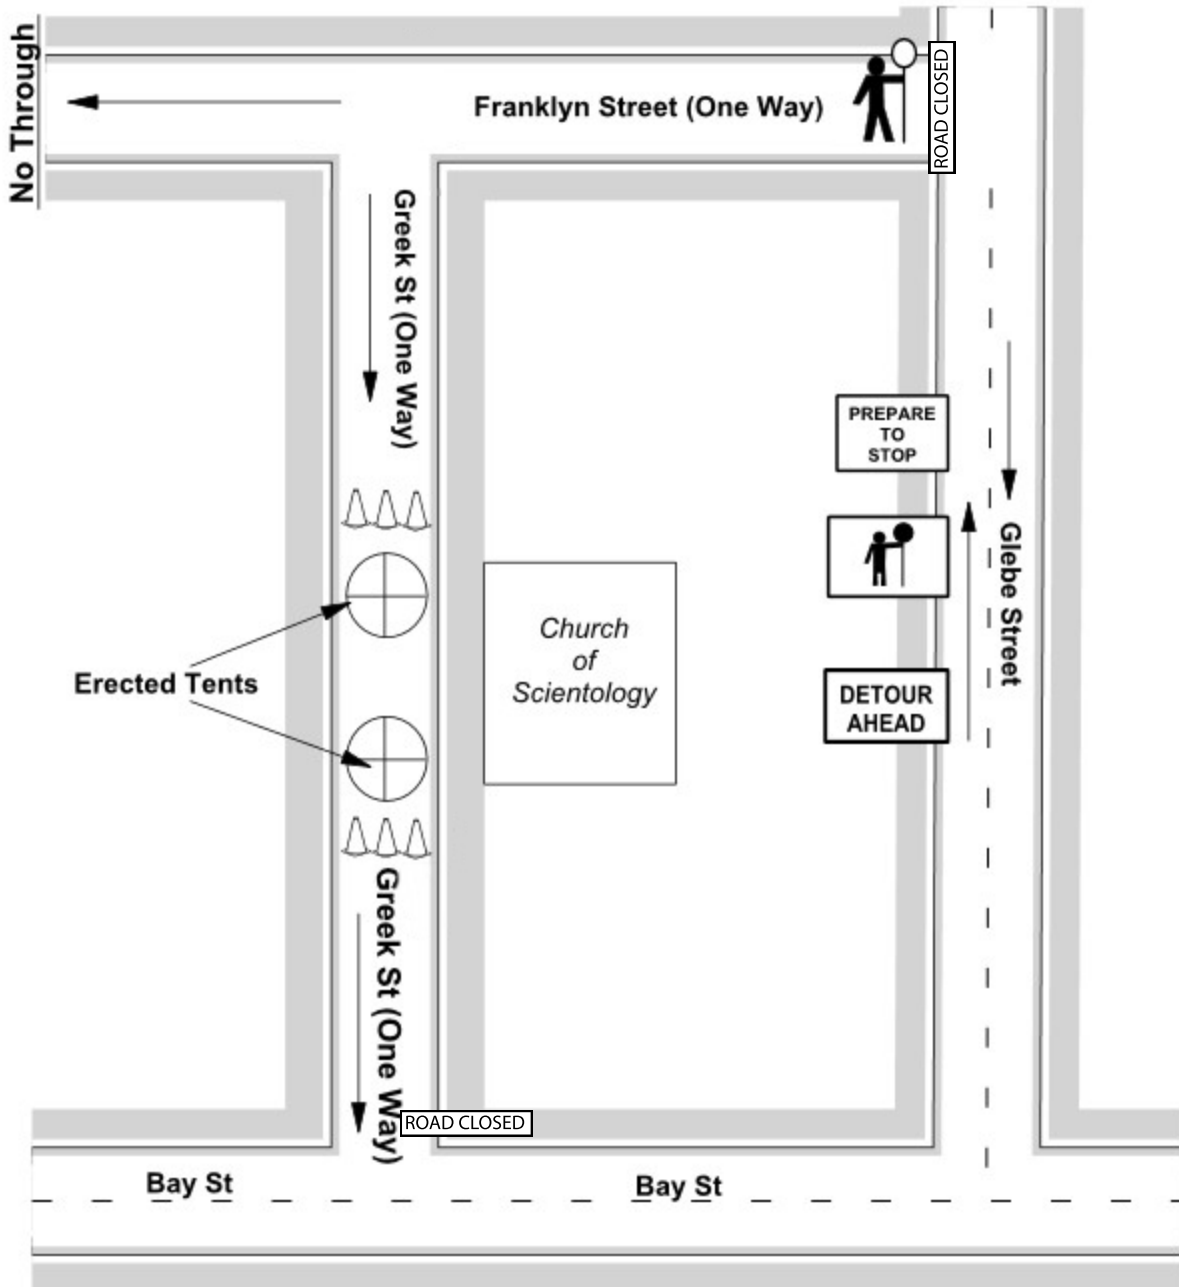 No Through
Franklyn Street (One Way)
ROAD CLOSED
Greek St (One Way)
PREPARE
TO
STOP
Glebe Street
Church
of
Scientology
Erected Tents
DETOUR
AHEAD
Greek St (One Way)
ROAD CLOSED
Bay St
Bay St